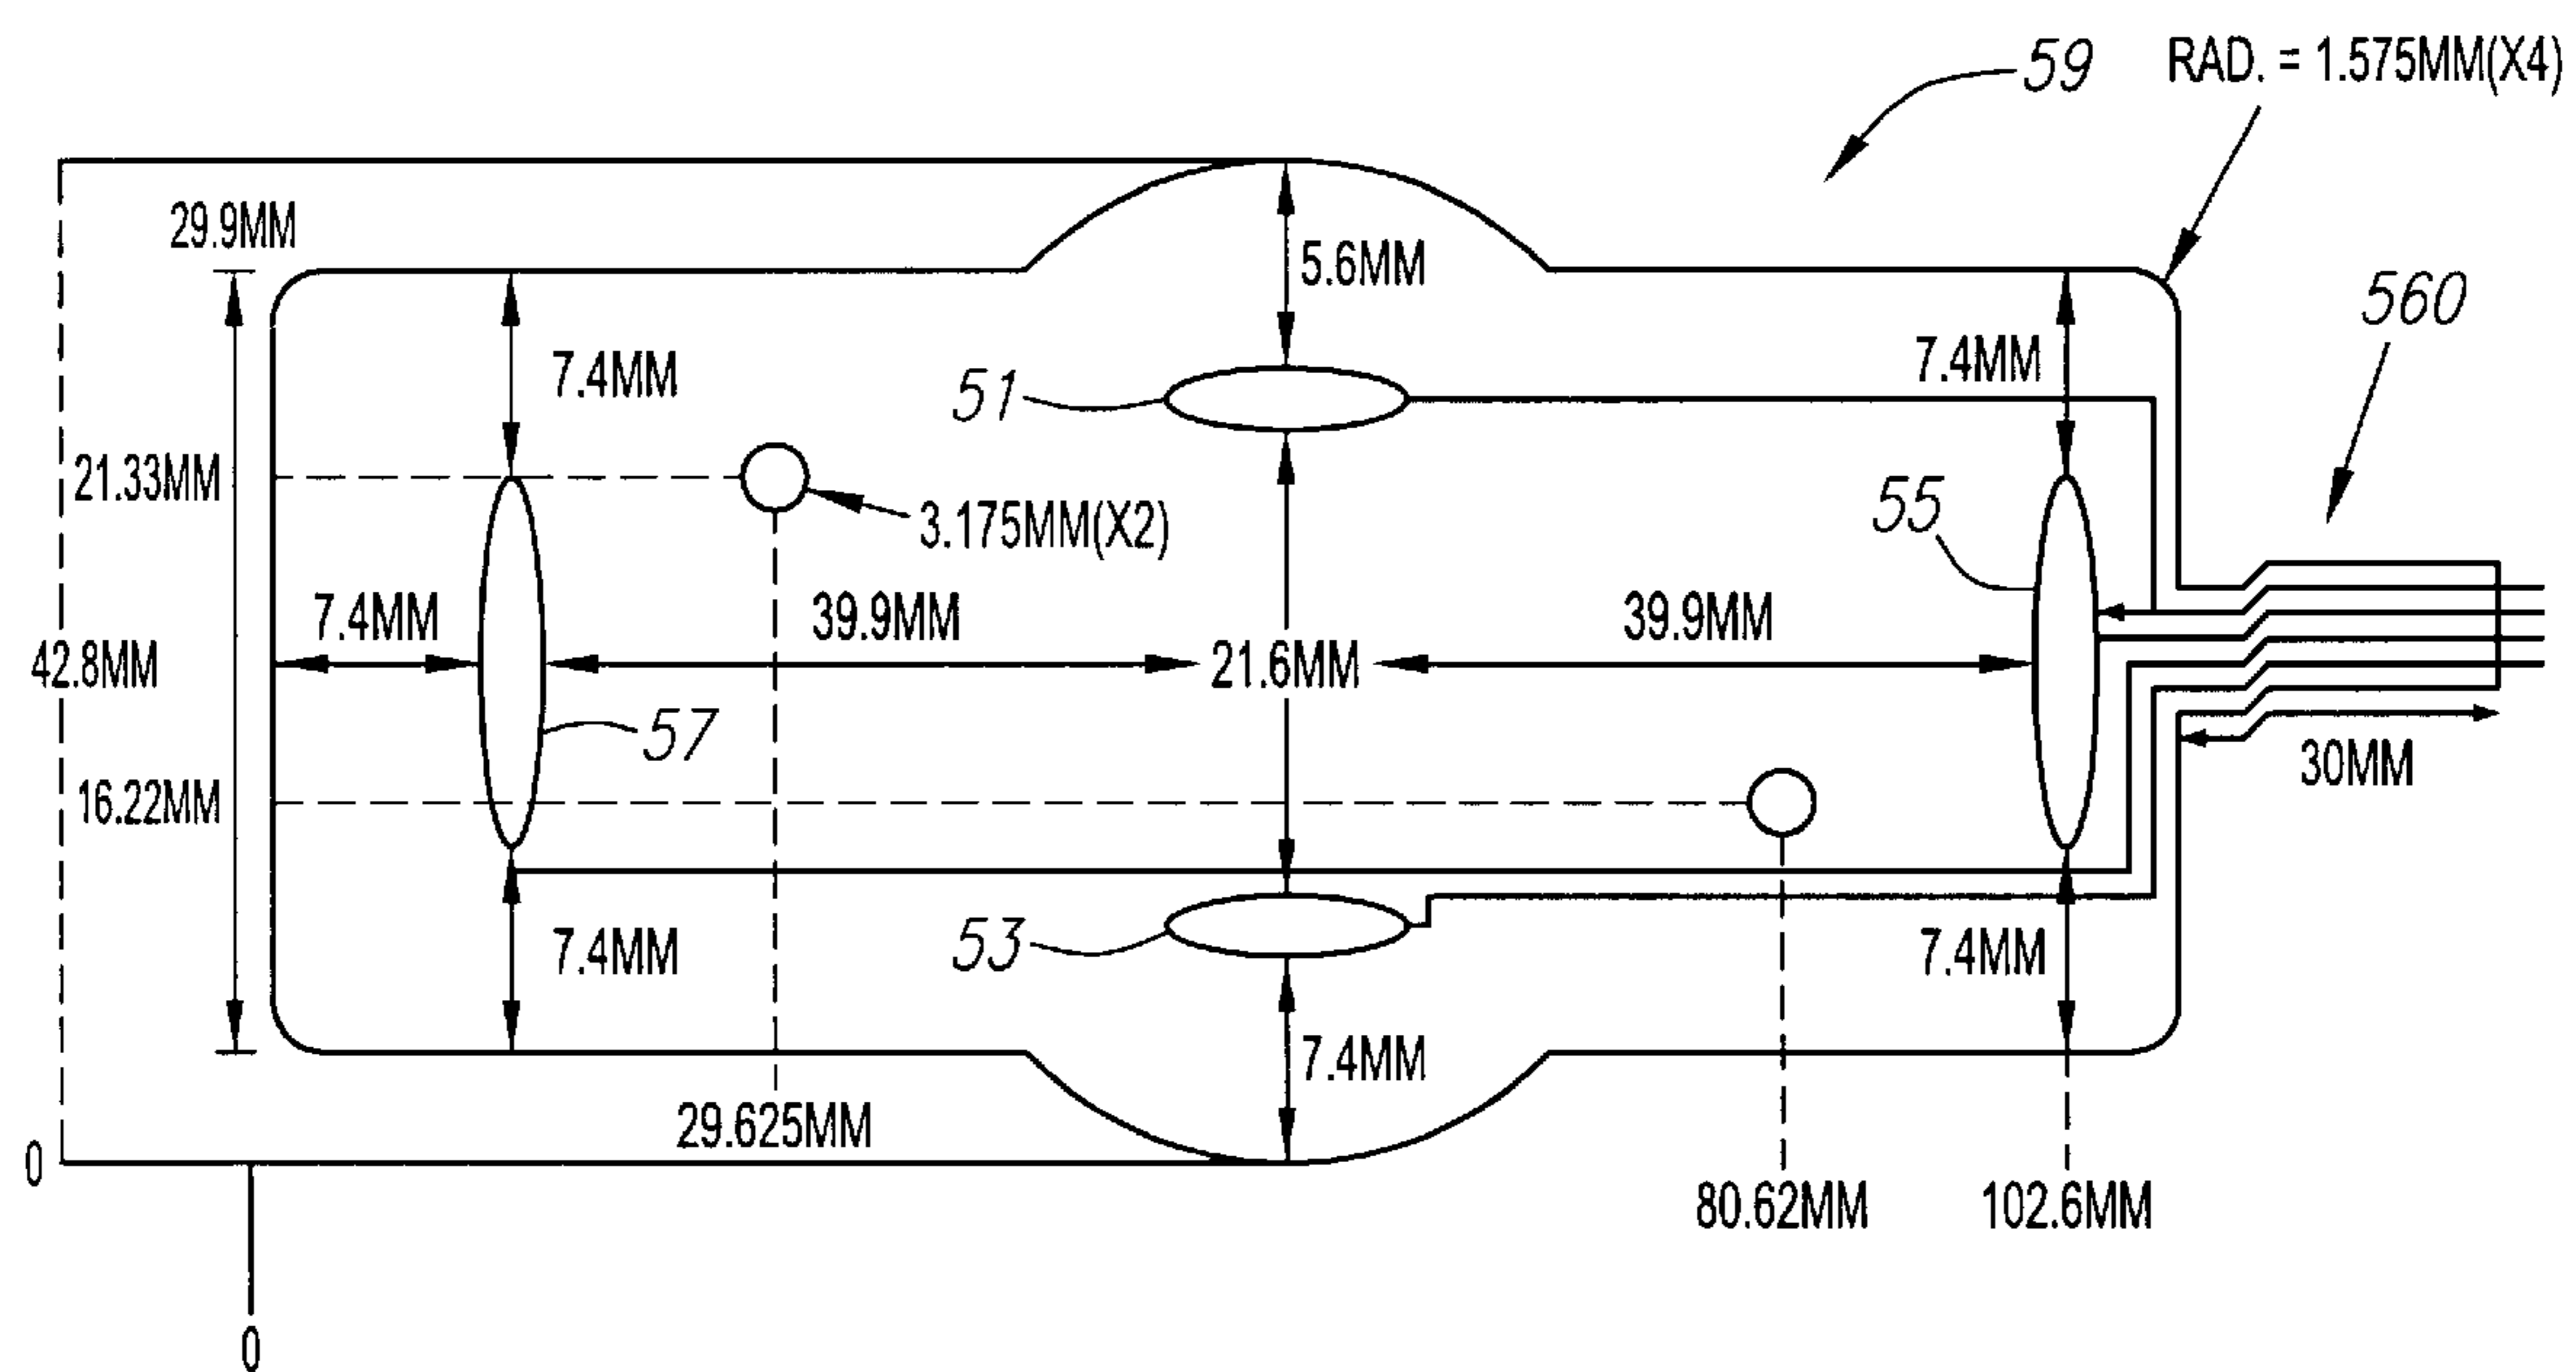 59
RAD. = 1.575MM(X4)
29.9MM
5.6MM
560
7.4MM
7.4MM
51
21.33MM
3.175MM(X2)
55
7.4MM
39.9MM
39.9MM
42.8MM
21.6MM
57
30MM
16.22MM
53
7.4MM
7.4MM
7.4MM
29.625MM
0
80.62MM
102.6MM
0